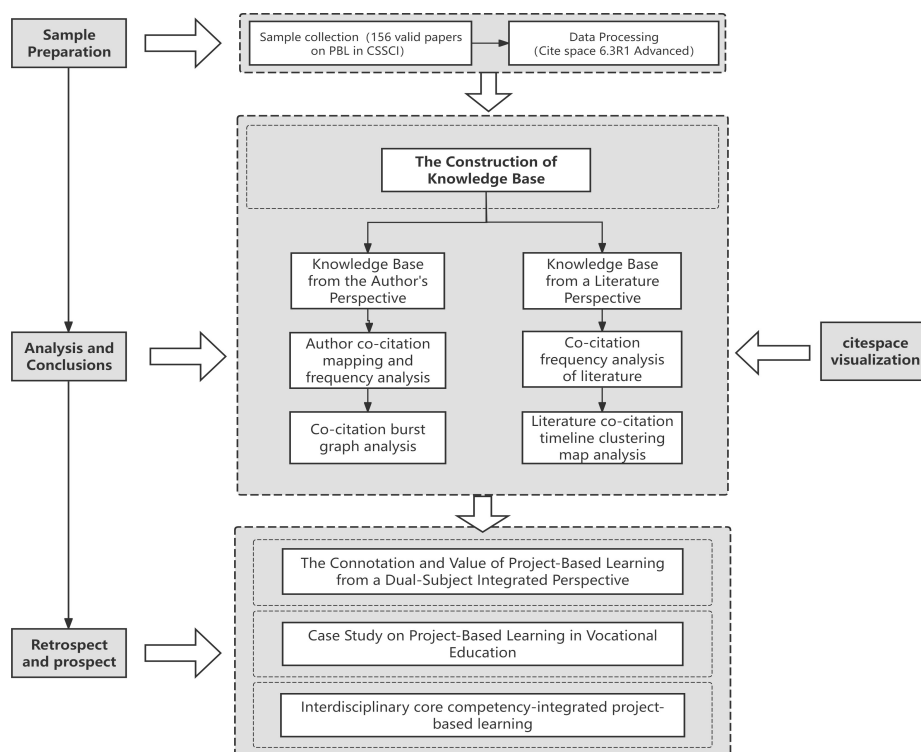 Sample
Preparation
Sample collection (156 valid papers
on PBL in CSSCI)
Data Processing
(Cite space 6.3R1 Advanced)
The Construction of
Knowledge Base
Knowledge Base
from the Author's
Perspective
Knowledge Base
from a Literature
Perspective
Analysis and
Conclusions
Author co-citation
mapping and
frequency analysis
Co-citation
frequency analysis
of literature
citespace
visualization
Co-citation burst
graph analysis
Literature co-citation
timeline clustering
map analysis
The Connotation and Value of Project-Based Learning
from a Dual-Subject Integrated Perspective
Retrospect
and prospect
Case Study on Project-Based Learning in Vocational
Education
Interdisciplinary core competency-integrated project-
based learning